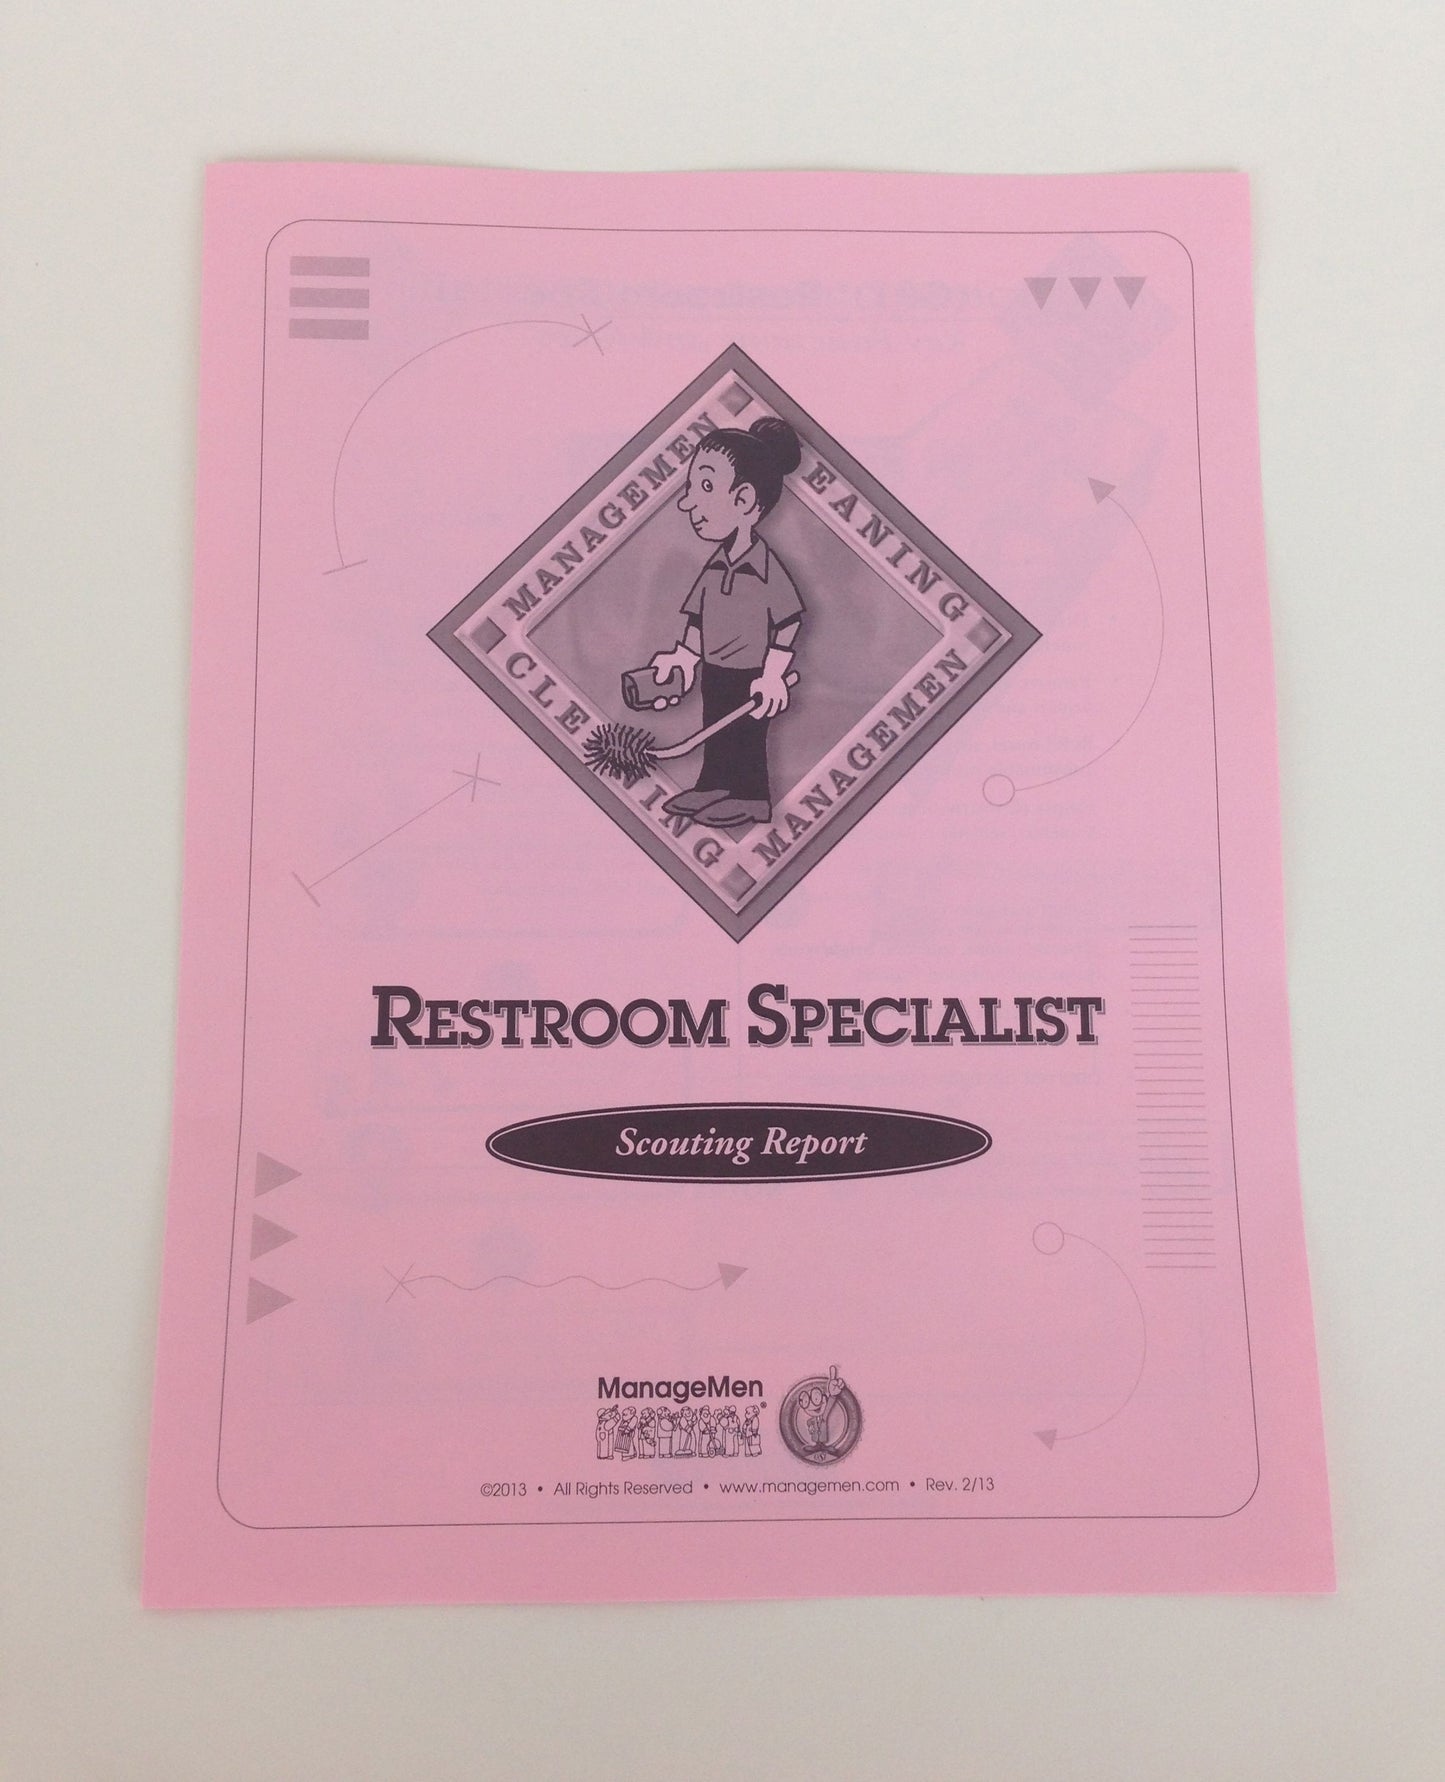 MANAGEMEN
EANING
CLE NING
MANAGEMEN
RESTROOM SPECIALIST
Scouting Report
ManageMen®
©2013 • All Rights Reserved • www.managemen.com • Rev. 2/13